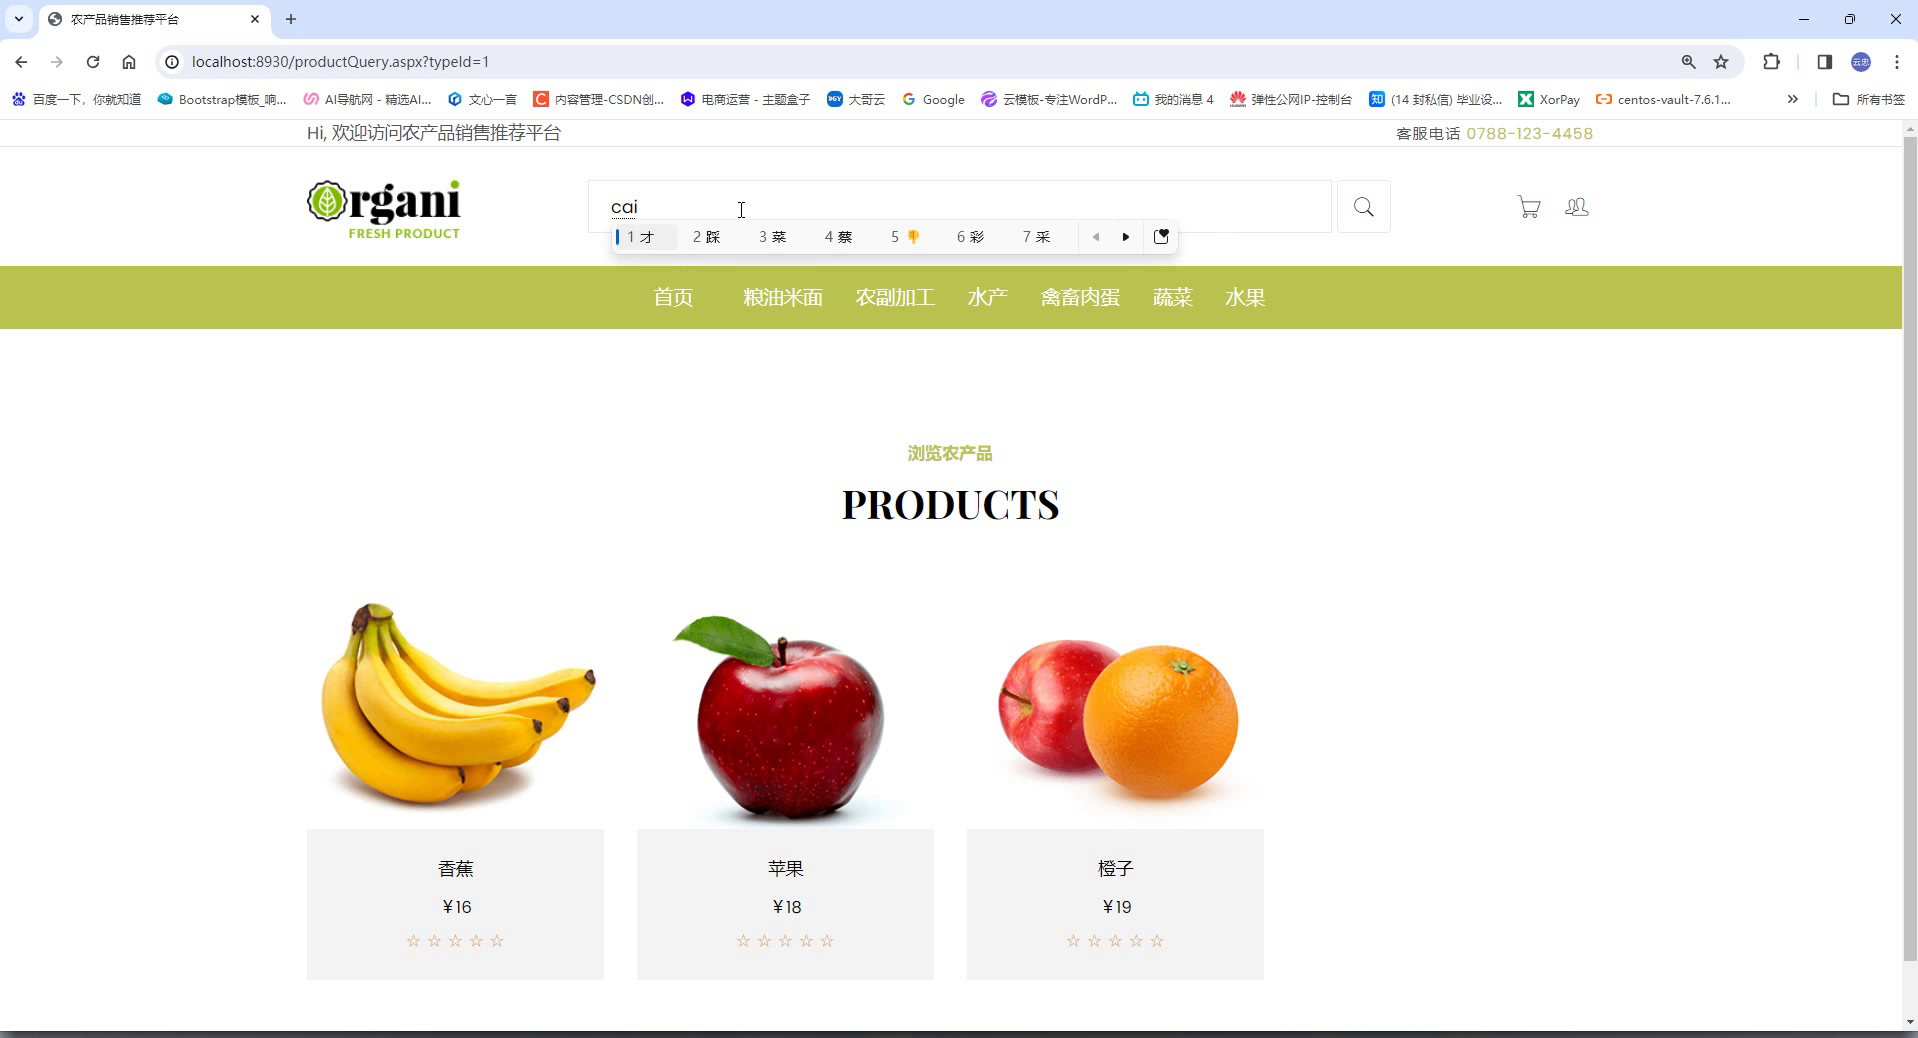 农产品销售推荐平台
localhost:8930/productQuery.aspx?typeId=1
云忠
百度一下，你就知道 Bootstrap模板_响... AI导航网 - 精选AI... 文心一言 内容管理-CSDN创... 电商运营 - 主题盒子 大哥云 Google 云模板-专注WordP... 我的消息 4 弹性公网IP-控制台 (14 封私信) 毕业设... XorPay centos-vault-7.6.1... 所有书签
Hi, 欢迎访问农产品销售推荐平台 客服电话 0788-123-4458
Organi
FRESH PRODUCT
cai
1 才 2 踩 3 菜 4 蔡 5 👎 6 彩 7 采
首页 粮油米面 农副加工 水产 禽畜肉蛋 蔬菜 水果
浏览农产品
PRODUCTS
香蕉 苹果 橙子
¥16 ¥18 ¥19